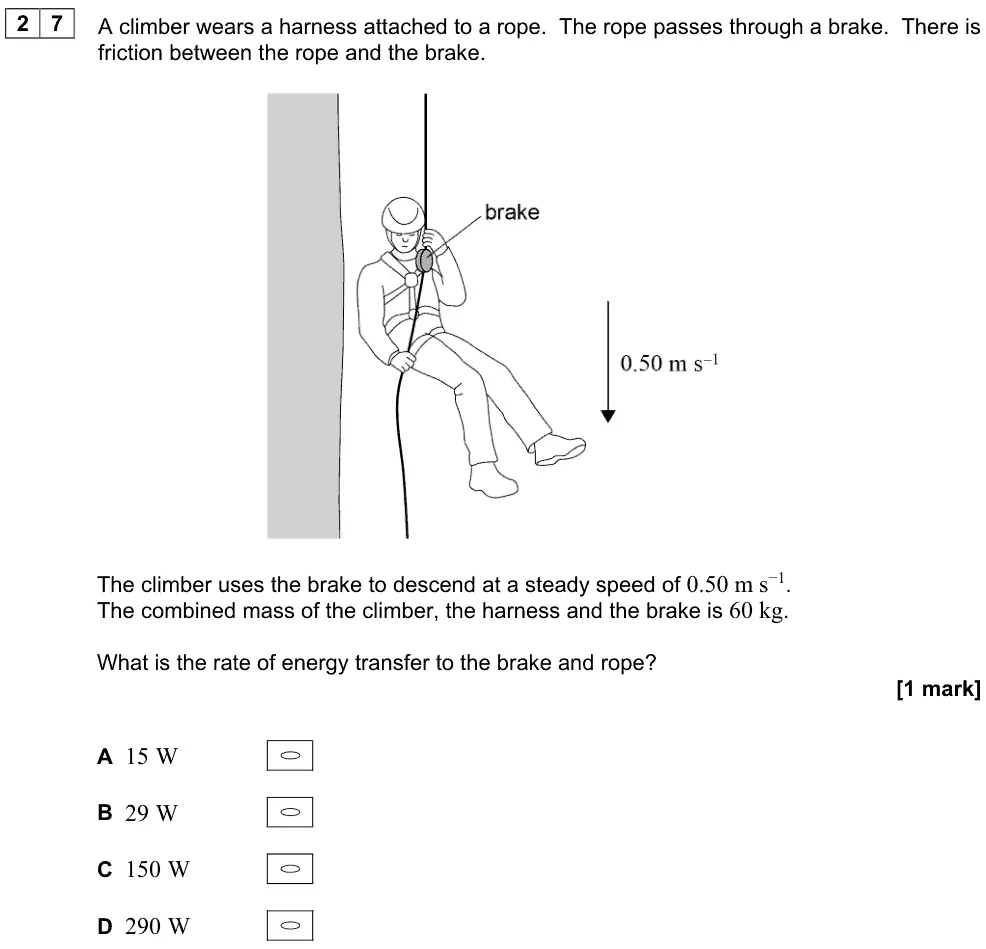 2 7 A climber wears a harness attached to a rope. The rope passes through a brake. There is
friction between the rope and the brake.
brake
0.50 m s⁻¹
The climber uses the brake to descend at a steady speed of 0.50 m s⁻¹.
The combined mass of the climber, the harness and the brake is 60 kg.
What is the rate of energy transfer to the brake and rope?
[1 mark]
A 15 W
B 29 W
C 150 W
D 290 W